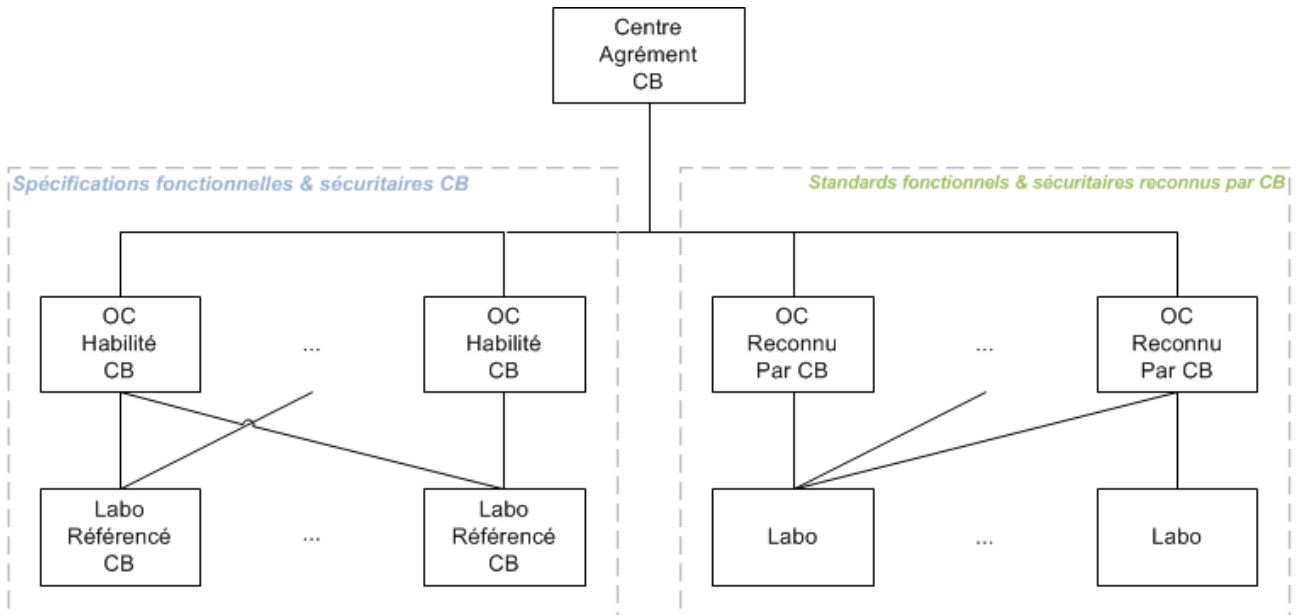 Centre
Agrément
CB
Spécifications fonctionnelles & sécuritaires CB
Standards fonctionnels & sécuritaires reconnus par CB
OC
Habilité
CB
...
OC
Habilité
CB
OC
Reconnu
Par CB
...
OC
Reconnu
Par CB
Labo
Référencé
CB
...
Labo
Référencé
CB
Labo
...
Labo